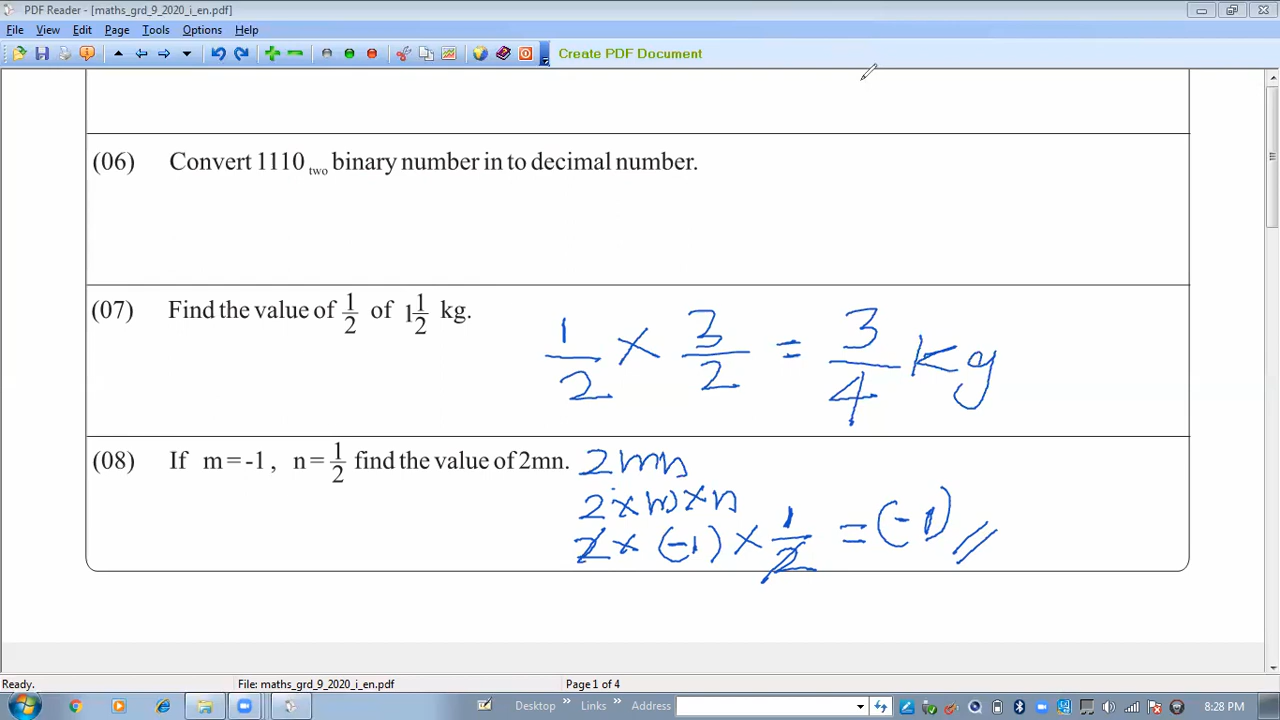 PDF Reader - [maths_grd_9_2020_i_en.pdf]
File View Edit Page Tools Options Help
Create PDF Document
(06) Convert 1110 two binary number in to decimal number.
(07) Find the value of 1/2 of 1 1/2 kg.
1/2 × 3/2 = 3/4 kg
(08) If m = -1 , n = 1/2 find the value of 2mn.
2mn
2×m×n
2× (-1) × 1/2 = (-1)//
Ready. File: maths_grd_9_2020_i_en.pdf Page 1 of 4
Desktop » Links » Address 8:28 PM